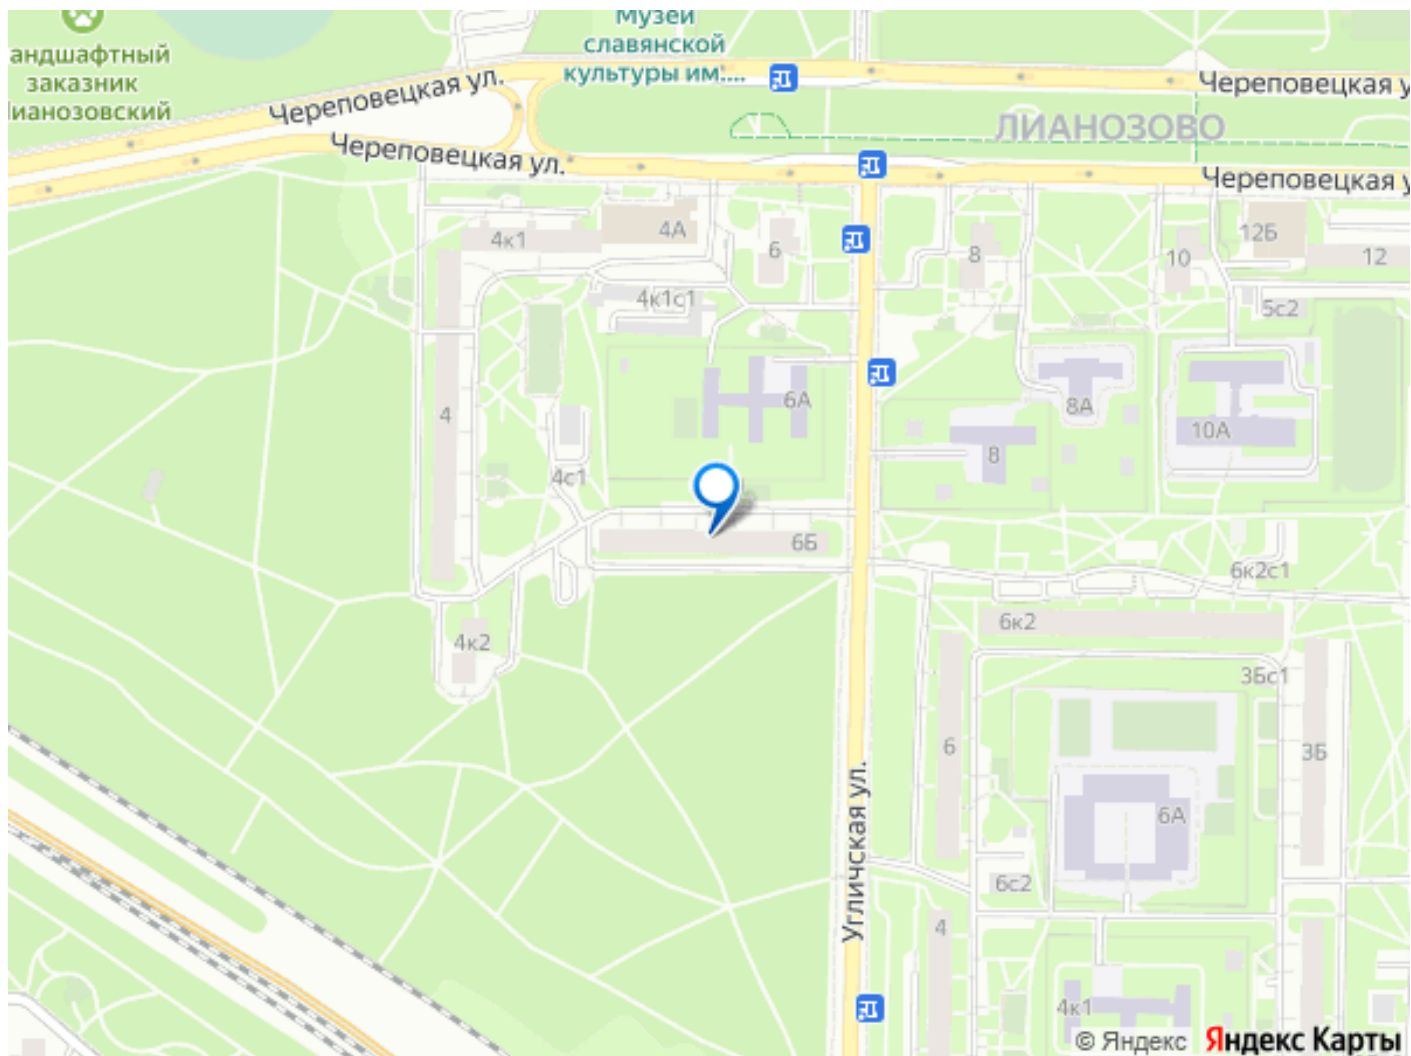 Музей
славянской
культуры им....
андшафтный
заказник
ианозовский
Череповецкая ул.
Череповецкая у
ЛИАНОЗОВО
Череповецкая ул.
Череповецкая у
4к1
4А
6
8
10
12Б
12
4к1с1
5с2
4
6А
8А
10А
8
4с1
6Б
6к2с1
4к2
6к2
3Бс1
6
3Б
Угличская ул.
6А
6с2
4
4к1
© Яндекс Яндекс Карты